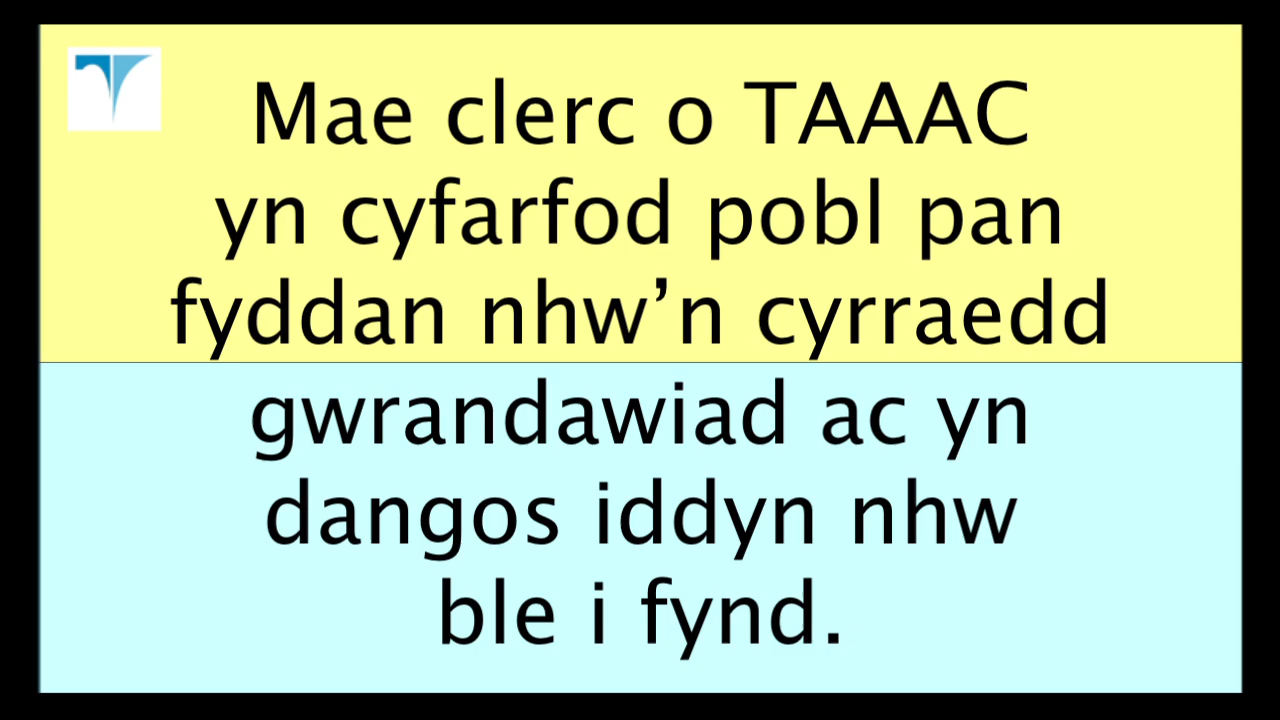 Mae clerc o TAAAC
yn cyfarfod pobl pan
fyddan nhw’n cyrraedd
gwrandawiad ac yn
dangos iddyn nhw
ble i fynd.